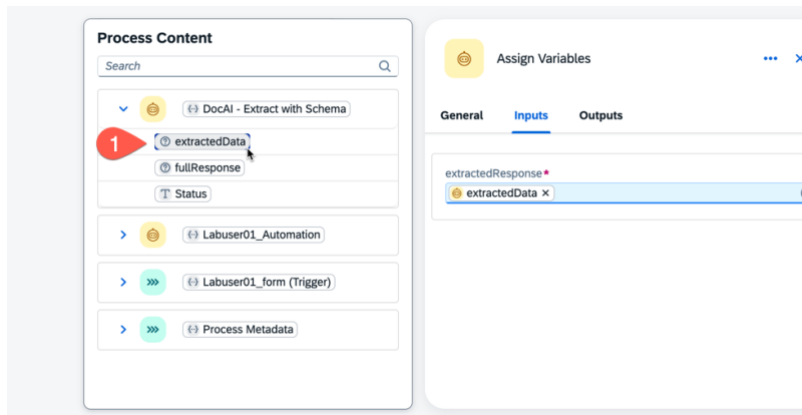 Process Content
Search
DocAI - Extract with Schema
1
extractedData
fullResponse
Status
Labuser01_Automation
Labuser01_form (Trigger)
Process Metadata
Assign Variables
General Inputs Outputs
extractedResponse*
extractedData ×